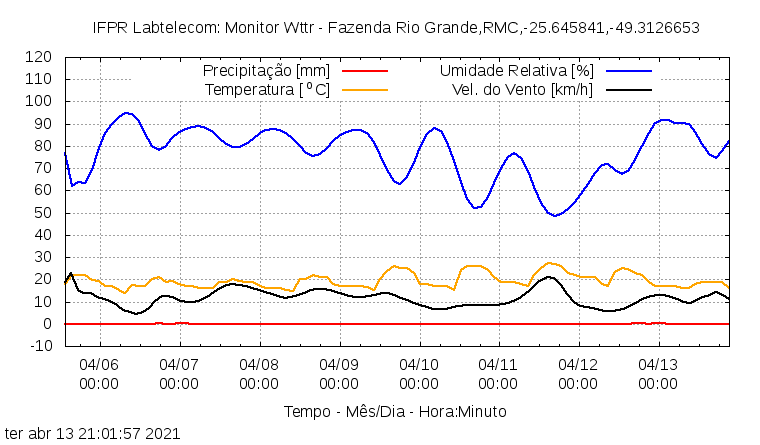 IFPR Labtelecom: Monitor Wttr - Fazenda Rio Grande,RMC,-25.645841,-49.3126653
Precipitação [mm]
Umidade Relativa [%]
Temperatura [ ⁰C]
Vel. do Vento [km/h]
120
110
100
90
80
70
60
50
40
30
20
10
0
-10
04/06 04/07 04/08 04/09 04/10 04/11 04/12 04/13
00:00 00:00 00:00 00:00 00:00 00:00 00:00 00:00
Tempo - Mês/Dia - Hora:Minuto
ter abr 13 21:01:57 2021